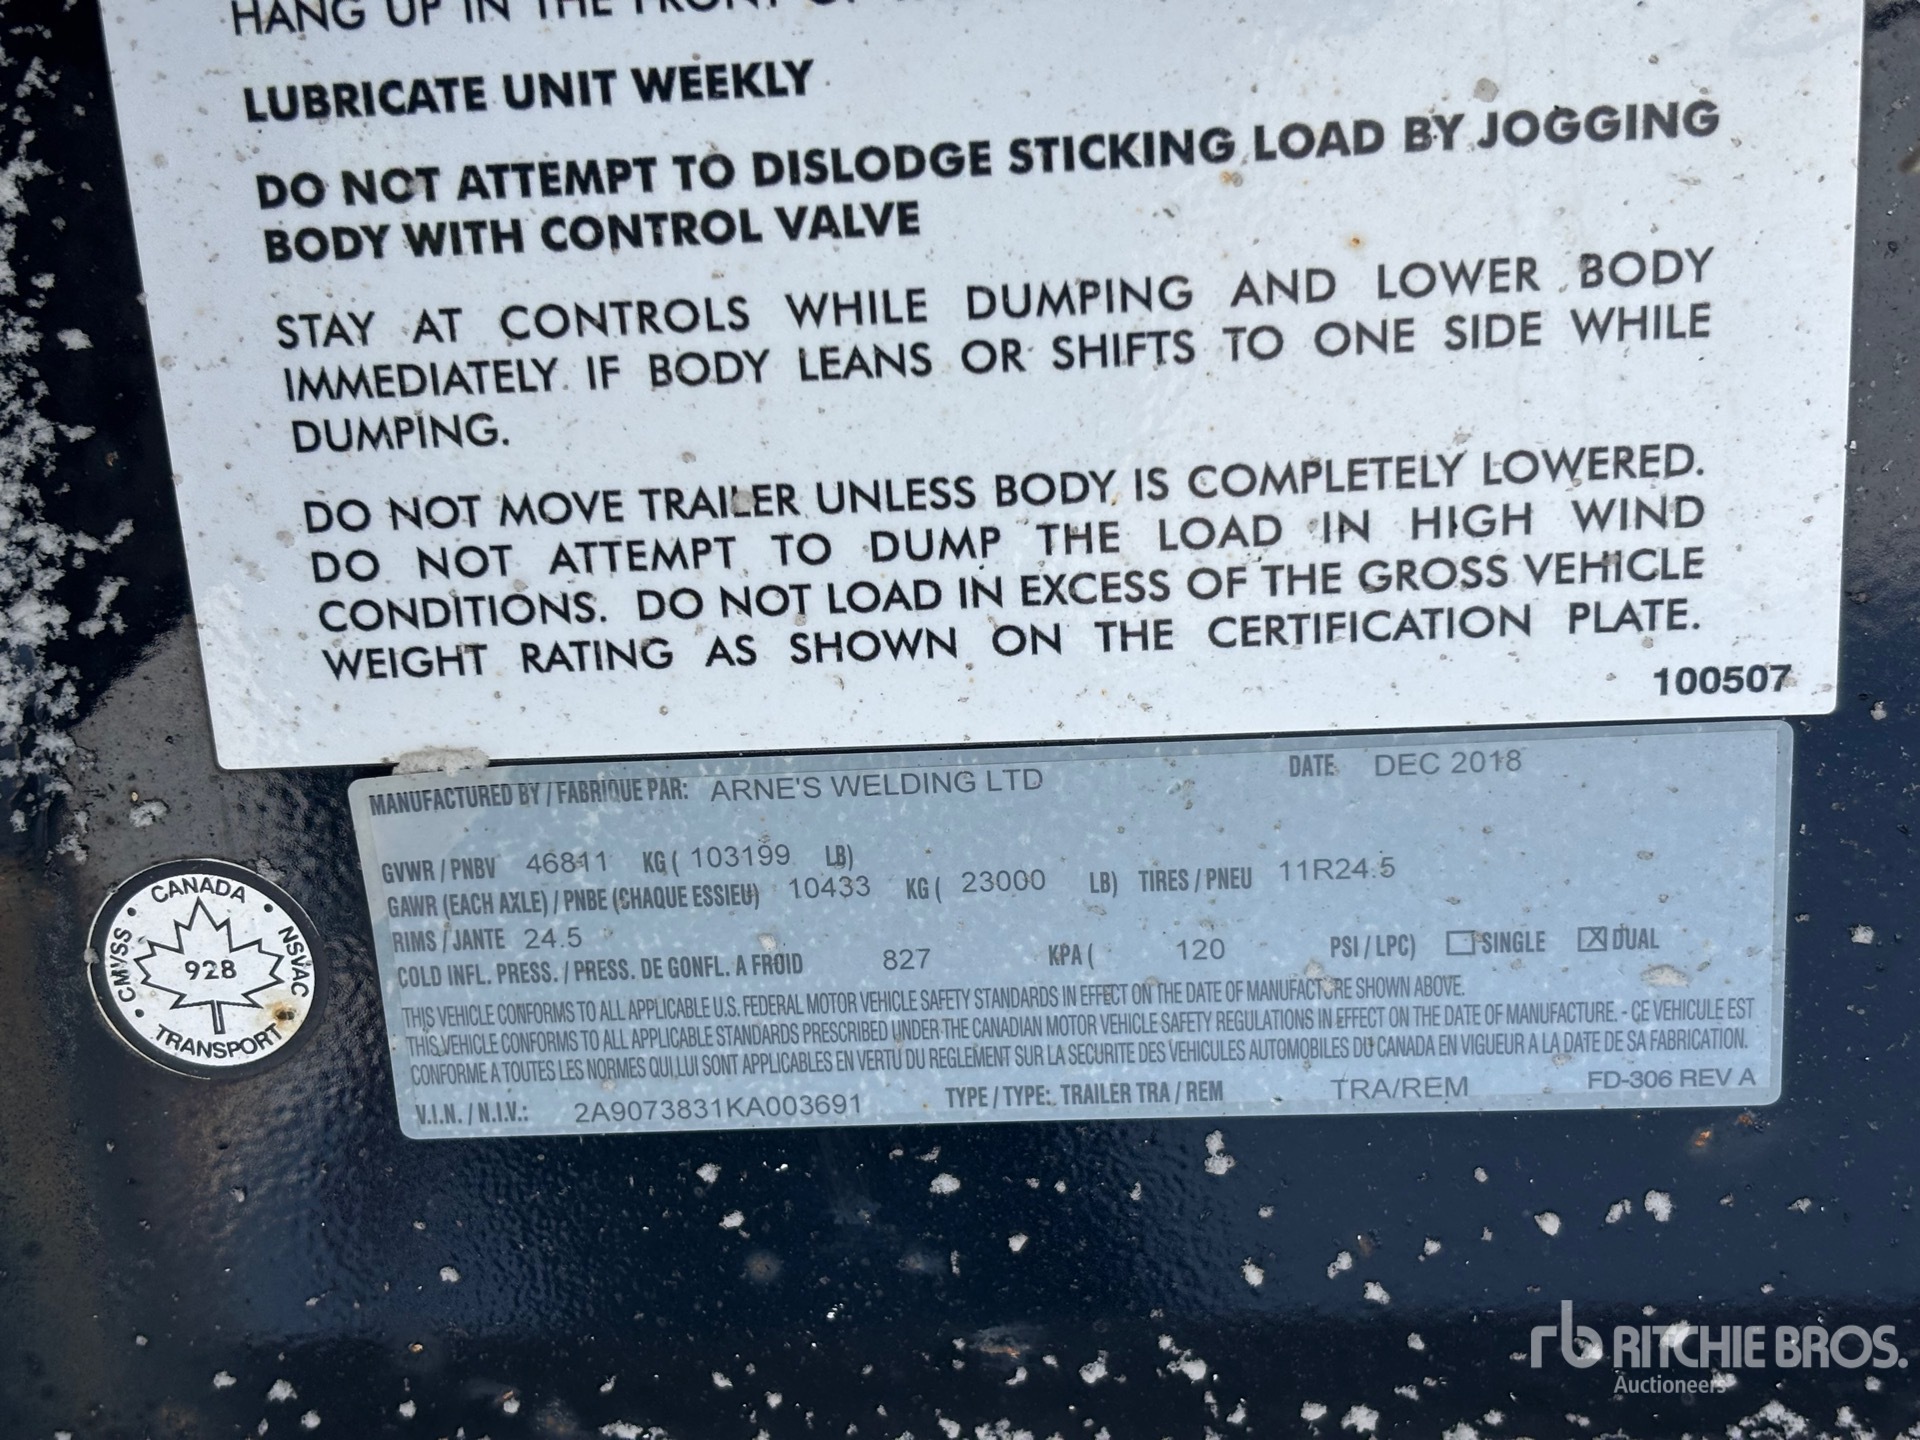 HANG UP IN THE FRONT OF
LUBRICATE UNIT WEEKLY
DO NOT ATTEMPT TO DISLODGE STICKING LOAD BY JOGGING
BODY WITH CONTROL VALVE
STAY AT CONTROLS WHILE DUMPING AND LOWER BODY
IMMEDIATELY IF BODY LEANS OR SHIFTS TO ONE SIDE WHILE
DUMPING.
DO NOT MOVE TRAILER UNLESS BODY IS COMPLETELY LOWERED.
DO NOT ATTEMPT TO DUMP THE LOAD IN HIGH WIND
CONDITIONS. DO NOT LOAD IN EXCESS OF THE GROSS VEHICLE
WEIGHT RATING AS SHOWN ON THE CERTIFICATION PLATE.
100507
MANUFACTURED BY / FABRIQUE PAR: ARNE'S WELDING LTD DATE DEC 2018
GVWR / PNBV 46811 KG ( 103199 LB)
GAWR (EACH AXLE) / PNBE (CHAQUE ESSIEU) 10433 KG ( 23000 LB) TIRES / PNEU 11R24.5
RIMS / JANTE 24.5
COLD INFL. PRESS. / PRESS. DE GONFL. A FROID 827 KPA ( 120 PSI / LPC) SINGLE X DUAL
THIS VEHICLE CONFORMS TO ALL APPLICABLE U.S. FEDERAL MOTOR VEHICLE SAFETY STANDARDS IN EFFECT ON THE DATE OF MANUFACTURE SHOWN ABOVE.
THIS VEHICLE CONFORMS TO ALL APPLICABLE STANDARDS PRESCRIBED UNDER THE CANADIAN MOTOR VEHICLE SAFETY REGULATIONS IN EFFECT ON THE DATE OF MANUFACTURE. - CE VEHICULE EST
CONFORME A TOUTES LES NORMES QUI LUI SONT APPLICABLES EN VERTU DU REGLEMENT SUR LA SECURITE DES VEHICULES AUTOMOBILES DU CANADA EN VIGUEUR A LA DATE DE SA FABRICATION.
V.I.N. / N.I.V.: 2A9073831KA003691 TYPE / TYPE: TRAILER TRA / REM TRA/REM FD-306 REV A
CANADA
CMVSS
928
NSVAC
TRANSPORT
rb RITCHIE BROS.
Auctioneers